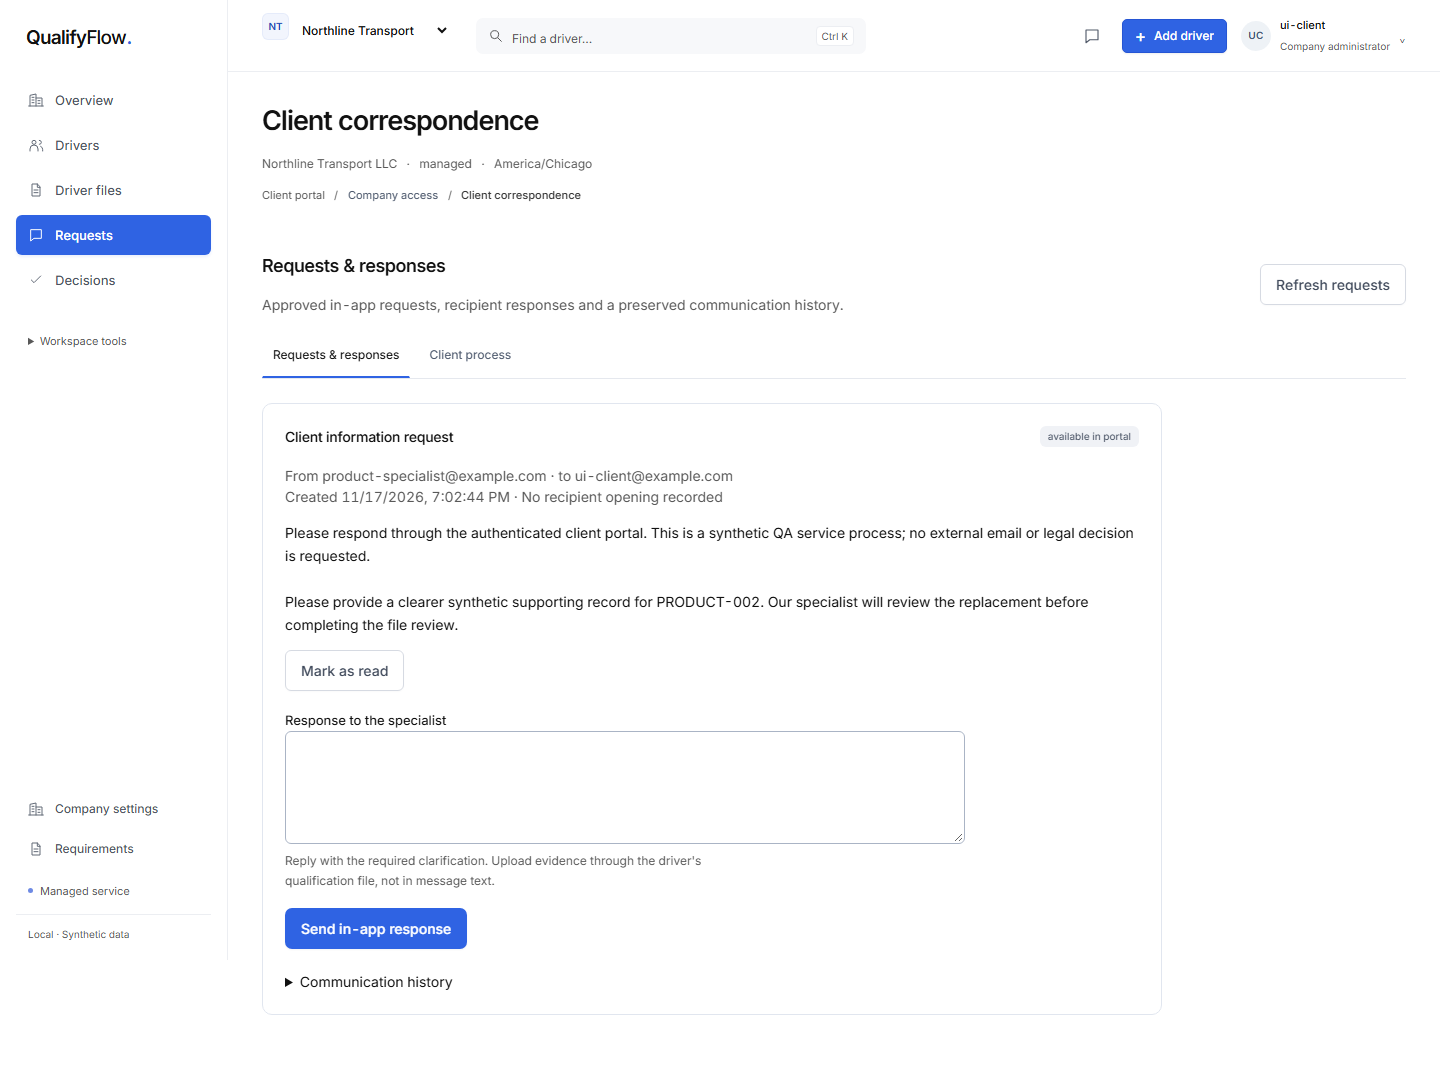 QualifyFlow.
Overview
Drivers
Driver files
Requests
Decisions
Workspace tools
Company settings
Requirements
Managed service
Local · Synthetic data
NT
Northline Transport
Find a driver...
Ctrl K
+ Add driver
UC
ui-client
Company administrator
Client correspondence
Northline Transport LLC · managed · America/Chicago
Client portal / Company access / Client correspondence
Requests & responses
Approved in-app requests, recipient responses and a preserved communication history.
Refresh requests
Requests & responses
Client process
Client information request
available in portal
From product-specialist@example.com · to ui-client@example.com
Created 11/17/2026, 7:02:44 PM · No recipient opening recorded
Please respond through the authenticated client portal. This is a synthetic QA service process; no external email or legal decision
is requested.
Please provide a clearer synthetic supporting record for PRODUCT-002. Our specialist will review the replacement before
completing the file review.
Mark as read
Response to the specialist
Reply with the required clarification. Upload evidence through the driver's
qualification file, not in message text.
Send in-app response
Communication history